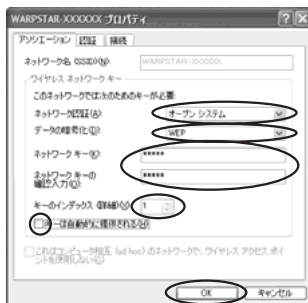 WARPSTAR-XXXXXX プロパティ
アソシエーション 認証 接続
ネットワーク名 (SSID)(N): WARPSTAR-XXXXXX
ワイヤレス ネットワーク キー
このネットワークでは次のためのキーが必要:
ネットワーク認証(A): オープン システム
データの暗号化(D): WEP
ネットワーク キー(K): *****
ネットワーク キーの
確認入力(O): *****
キーのインデックス (詳細)(X): 1
キーは自動的に提供される(H)
これはコンピュータ相互 (ad hoc) のネットワークで、ワイヤレス アクセス ポイ
ントを使用しない(C)
OK キャンセル